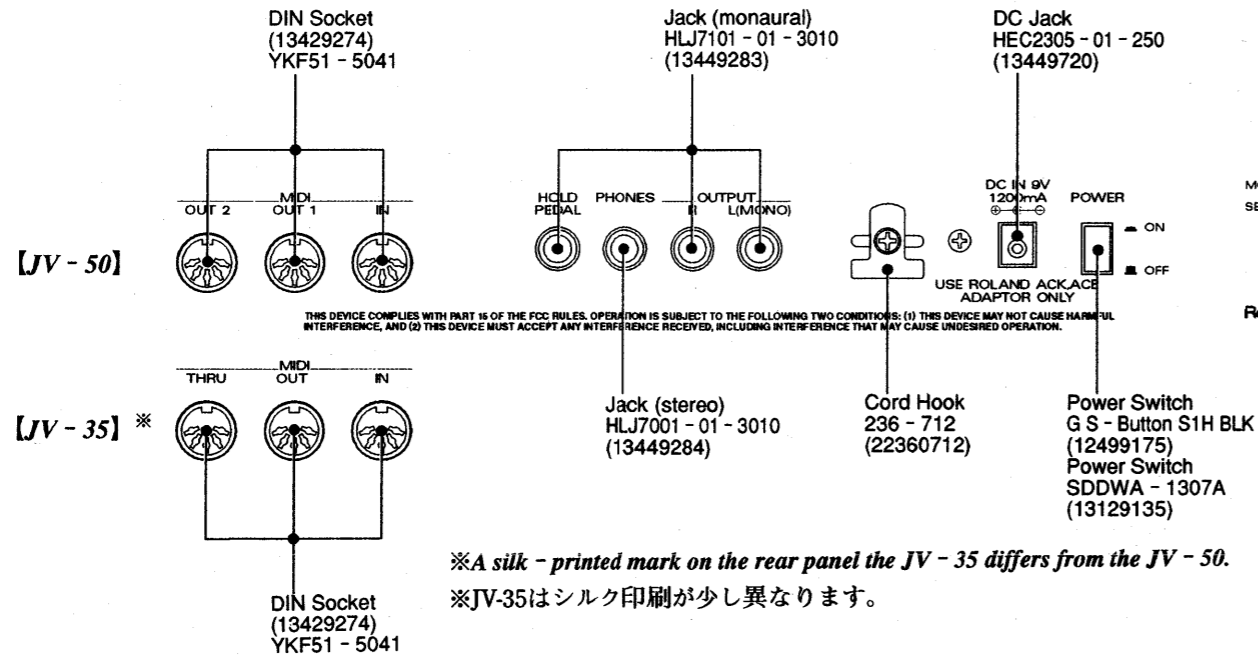 DIN Socket
(13429274)
YKF51 - 5041
Jack (monaural)
HLJ7101 - 01 - 3010
(13449283)
DC Jack
HEC2305 - 01 - 250
(13449720)
MIDI
OUT 2 OUT 1 IN
HOLD
PEDAL
PHONES
OUTPUT
R L(MONO)
DC IN 9V
1200mA
POWER
ON
OFF
【JV - 50】
USE ROLAND ACK,ACE
ADAPTOR ONLY
THIS DEVICE COMPLIES WITH PART 15 OF THE FCC RULES. OPERATION IS SUBJECT TO THE FOLLOWING TWO CONDITIONS: (1) THIS DEVICE MAY NOT CAUSE HARMFUL
INTERFERENCE, AND (2) THIS DEVICE MUST ACCEPT ANY INTERFERENCE RECEIVED, INCLUDING INTERFERENCE THAT MAY CAUSE UNDESIRED OPERATION.
MIDI
THRU OUT IN
【JV - 35】※
Jack (stereo)
HLJ7001 - 01 - 3010
(13449284)
Cord Hook
236 - 712
(22360712)
Power Switch
G S - Button S1H BLK
(12499175)
Power Switch
SDDWA - 1307A
(13129135)
※A silk - printed mark on the rear panel the JV - 35 differs from the JV - 50.
※JV-35はシルク印刷が少し異なります。
DIN Socket
(13429274)
YKF51 - 5041